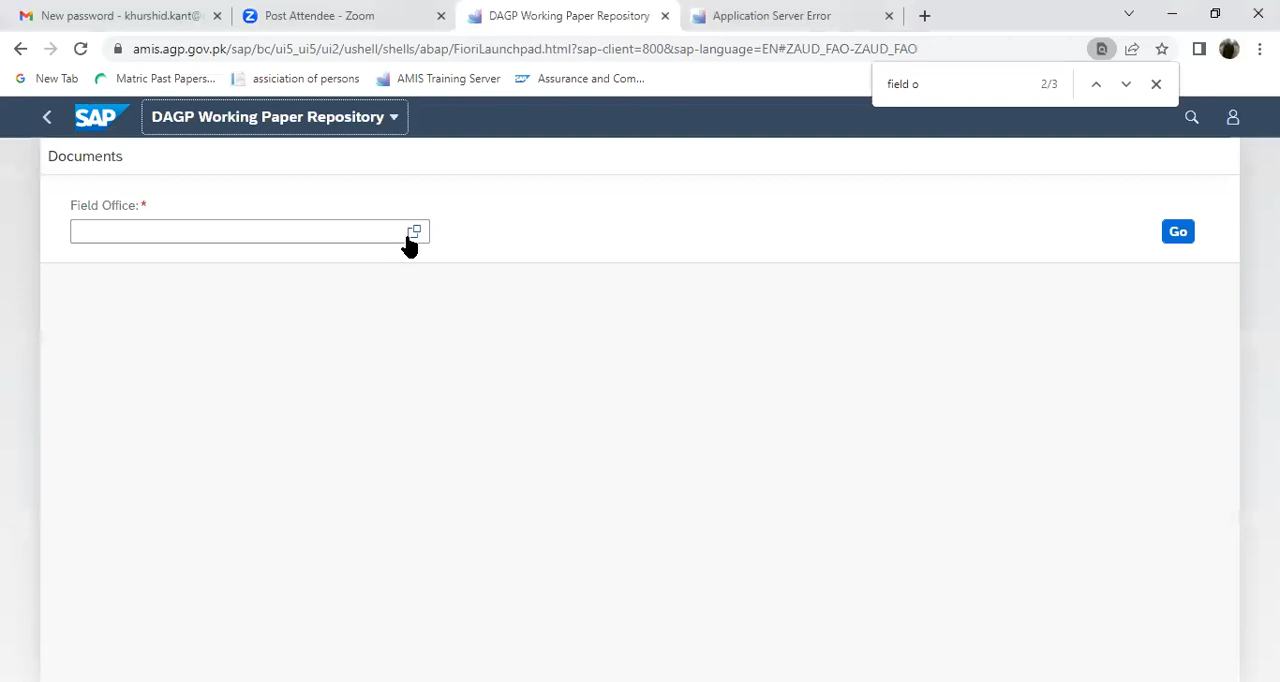 New password - khurshid.kant@
Post Attendee - Zoom
DAGP Working Paper Repository
Application Server Error
amis.agp.gov.pk/sap/bc/ui5_ui5/ui2/ushell/shells/abap/FioriLaunchpad.html?sap-client=800&sap-language=EN#ZAUD_FAO-ZAUD_FAO
New Tab
Matric Past Papers...
assiciation of persons
AMIS Training Server
Assurance and Com...
field o 2/3
SAP DAGP Working Paper Repository
Documents
Field Office: *
Go